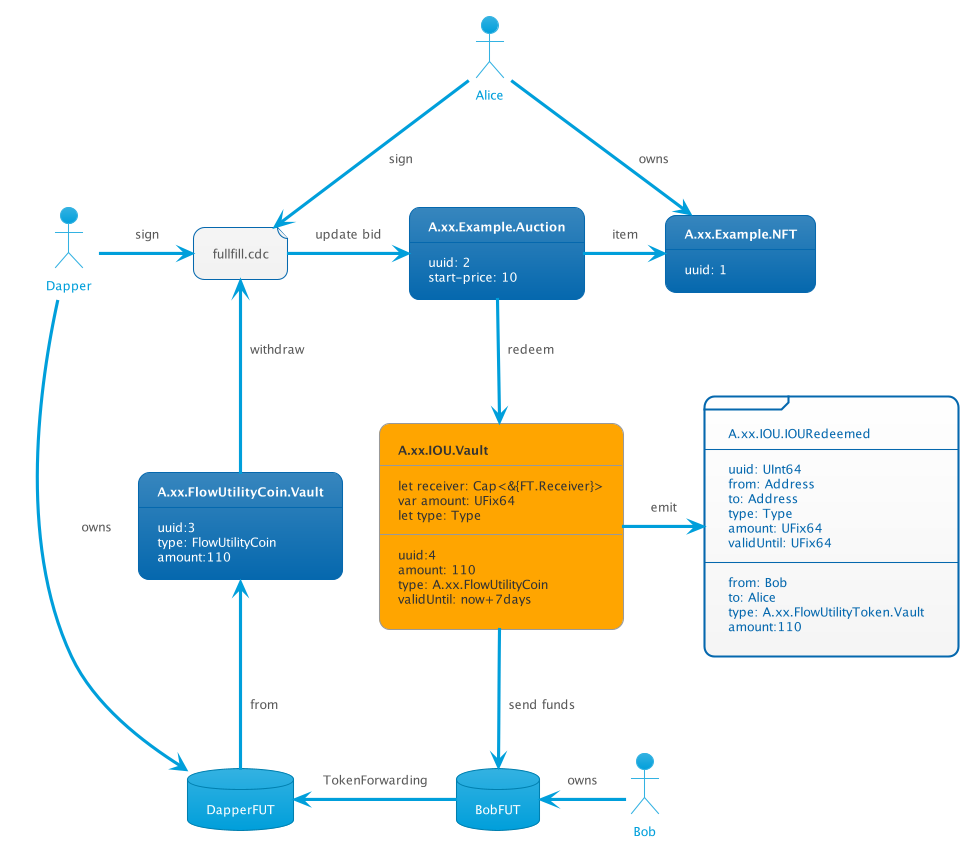 Alice
sign
owns
Dapper
sign
fullfill.cdc
update bid
A.xx.Example.Auction
uuid: 2
start-price: 10
item
A.xx.Example.NFT
uuid: 1
withdraw
redeem
A.xx.FlowUtilityCoin.Vault
uuid:3
type: FlowUtilityCoin
amount:110
A.xx.IOU.Vault
let receiver: Cap<&{FT.Receiver}>
var amount: UFix64
let type: Type
uuid:4
amount: 110
type: A.xx.FlowUtilityCoin
validUntil: now+7days
emit
A.xx.IOU.IOURedeemed
uuid: UInt64
from: Address
to: Address
type: Type
amount: UFix64
validUntil: UFix64
from: Bob
to: Alice
type: A.xx.FlowUtilityToken.Vault
amount:110
owns
from
send funds
DapperFUT
TokenForwarding
BobFUT
owns
Bob